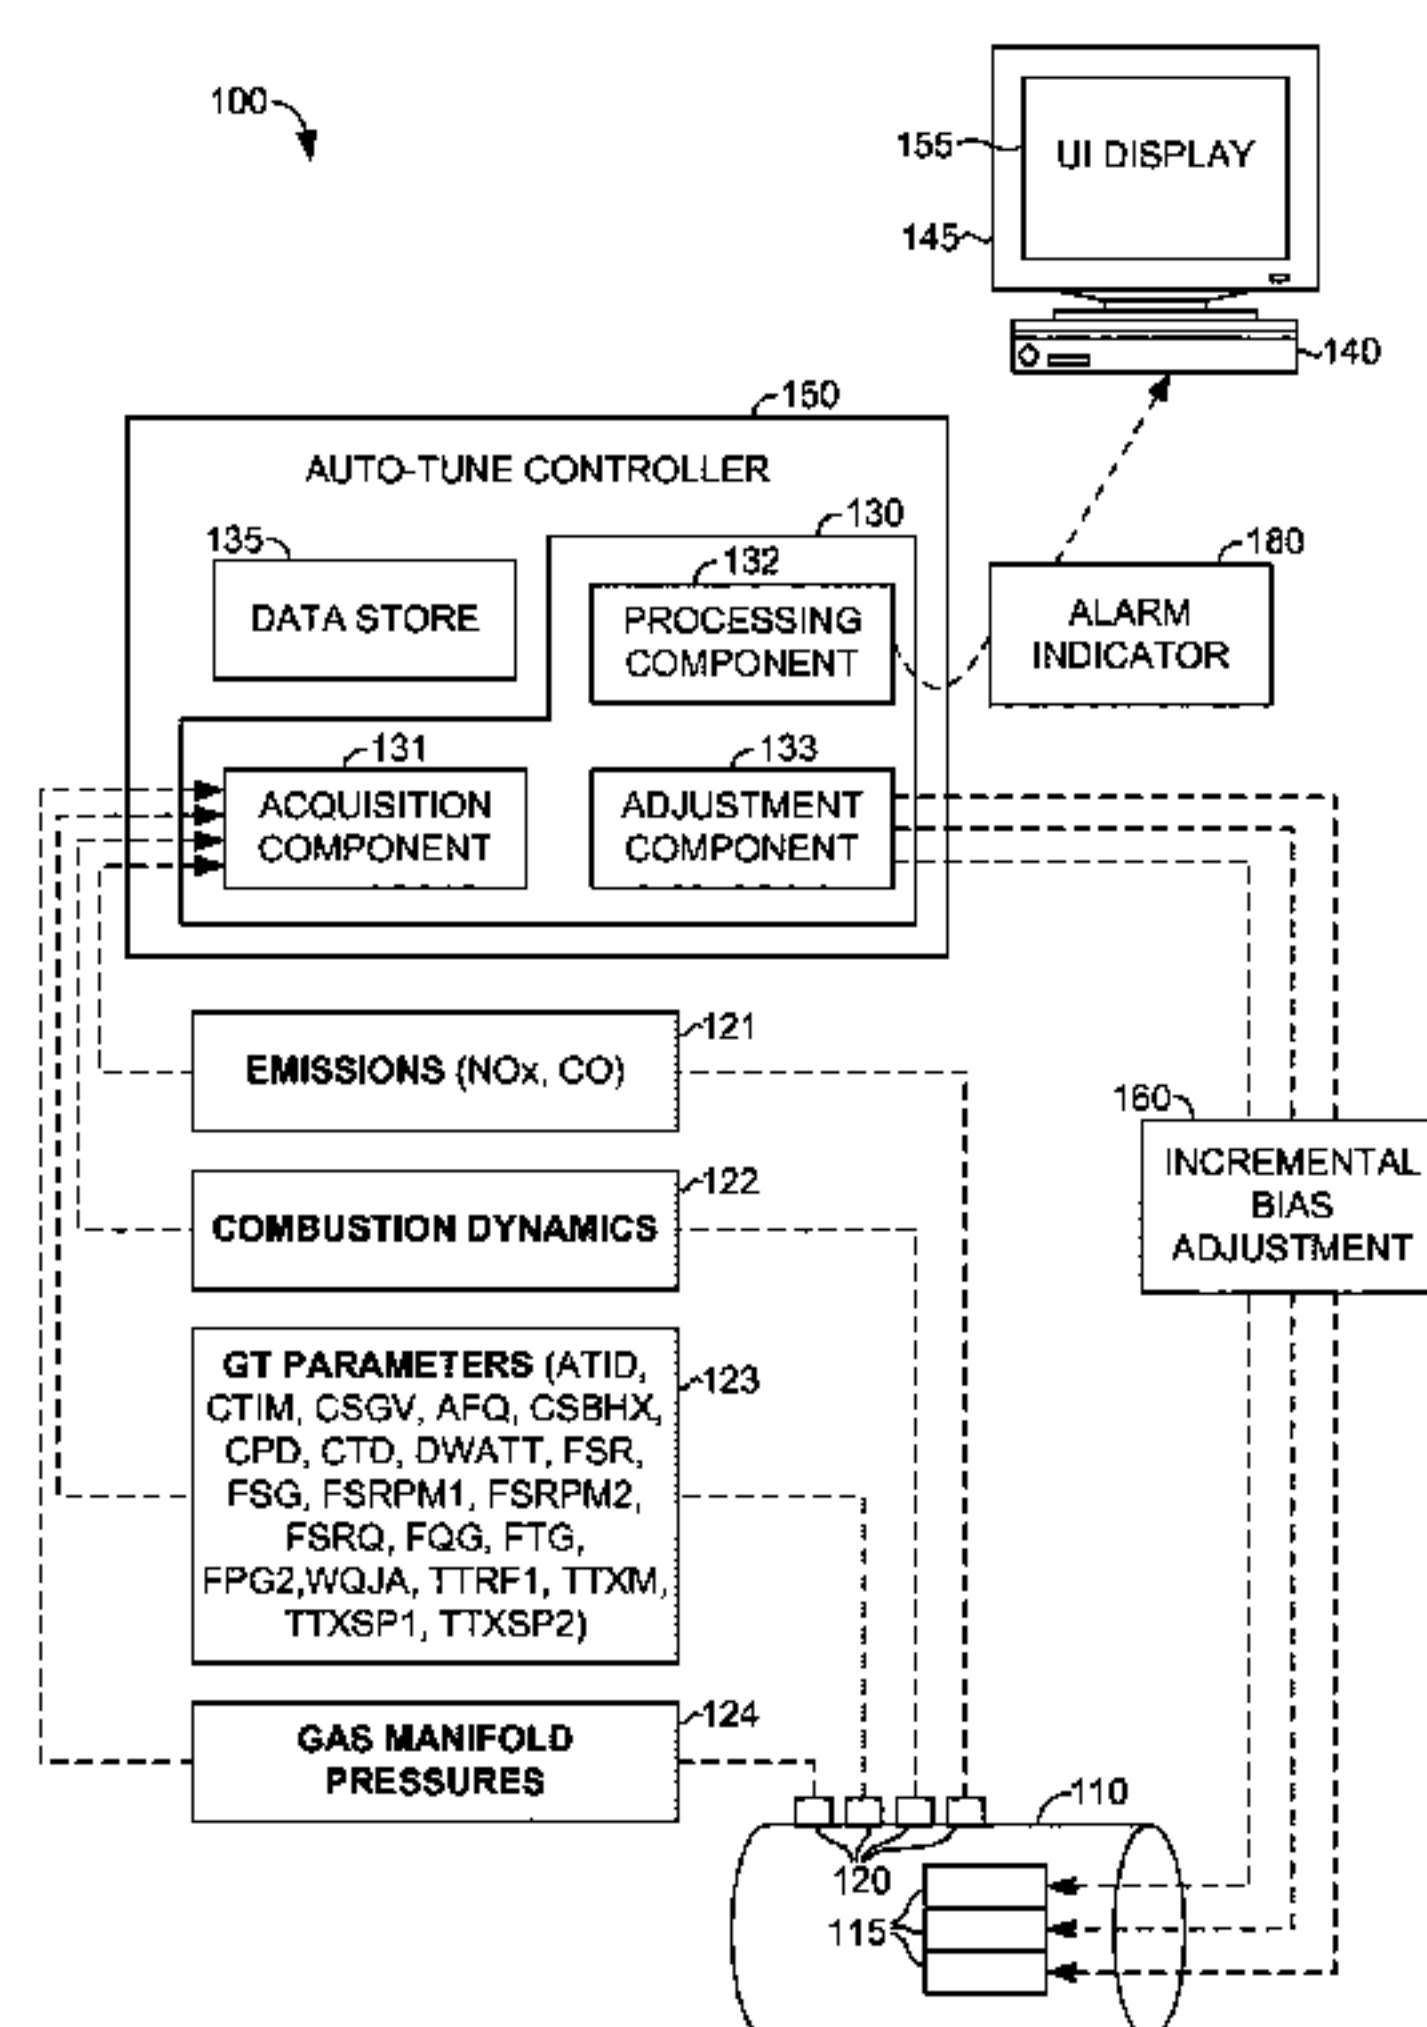 100
155
UI DISPLAY
145
140
150
AUTO-TUNE CONTROLLER
130
135
DATA STORE
132
PROCESSING
COMPONENT
180
ALARM
INDICATOR
131
ACQUISITION
COMPONENT
133
ADJUSTMENT
COMPONENT
121
EMISSIONS (NOx, CO)
160
INCREMENTAL
BIAS
ADJUSTMENT
122
COMBUSTION DYNAMICS
123
GT PARAMETERS (ATID,
CTIM, CSGV, AFQ, CSBHX,
CPD, CTD, DWATT, FSR,
FSG, FSRPM1, FSRPM2,
FSRQ, FQG, FTG,
FPG2,WQJA, TTRF1, TTXM,
TTXSP1, TTXSP2)
124
GAS MANIFOLD
PRESSURES
110
120
115